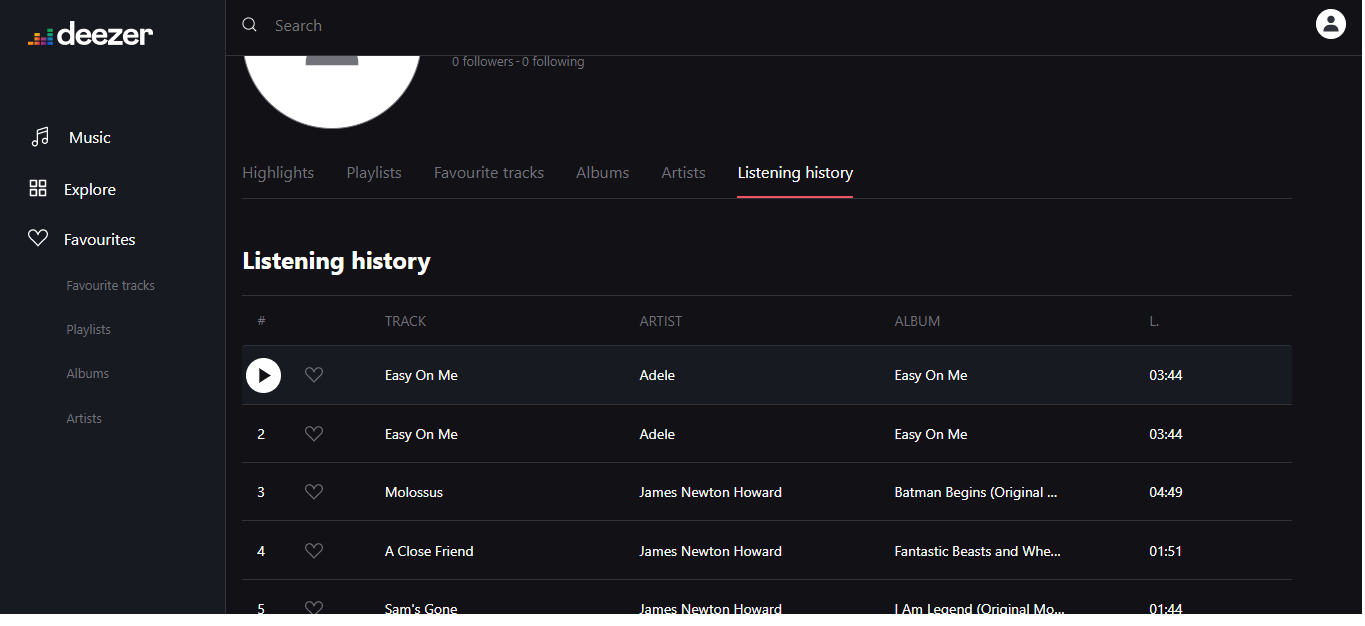 deezer
Search
0 followers - 0 following
Music
Explore
Favourites
Favourite tracks
Playlists
Albums
Artists
Highlights Playlists Favourite tracks Albums Artists Listening history
Listening history
# TRACK ARTIST ALBUM L.
Easy On Me Adele Easy On Me 03:44
2 Easy On Me Adele Easy On Me 03:44
3 Molossus James Newton Howard Batman Begins (Original ... 04:49
4 A Close Friend James Newton Howard Fantastic Beasts and Whe... 01:51
5 Sam's Gone James Newton Howard I Am Legend (Original Mo... 01:44